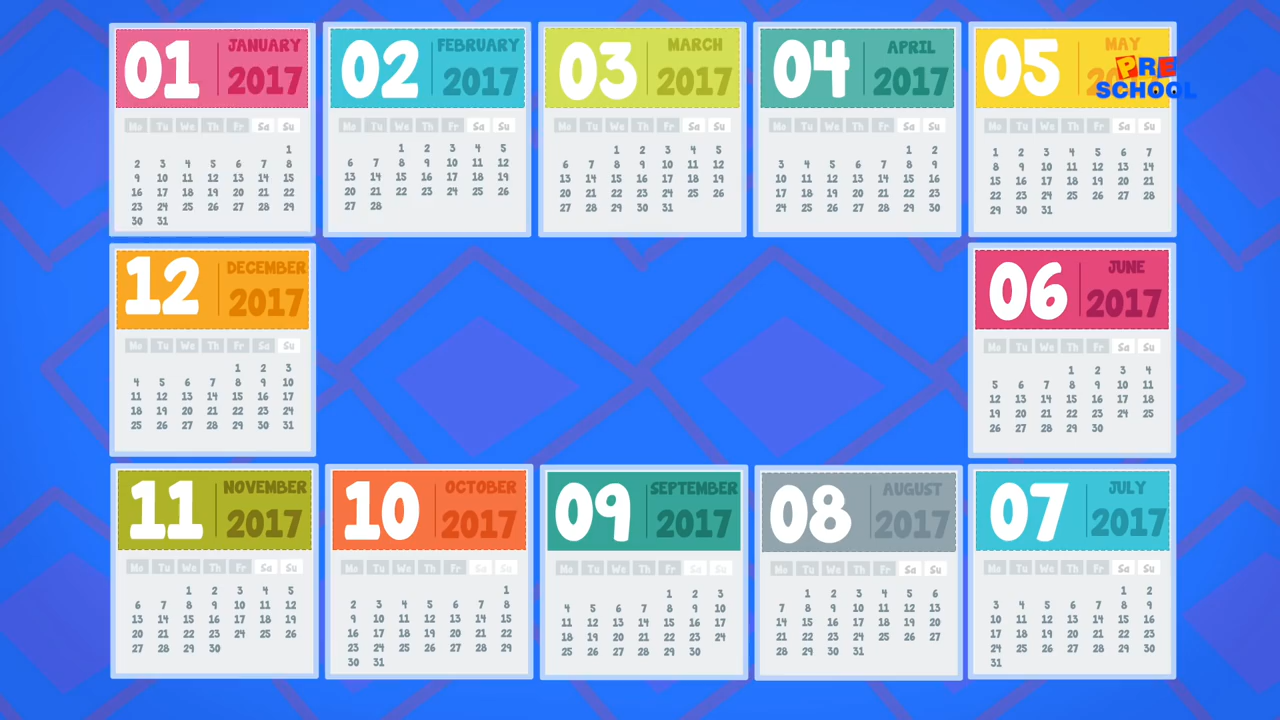 01 JANUARY 2017
Mo Tu We Th Fr Sa Su
1
2 3 4 5 6 7 8
9 10 11 12 13 14 15
16 17 18 19 20 21 22
23 24 25 26 27 28 29
30 31
02 FEBRUARY 2017
Mo Tu We Th Fr Sa Su
1 2 3 4 5
6 7 8 9 10 11 12
13 14 15 16 17 18 19
20 21 22 23 24 25 26
27 28
03 MARCH 2017
Mo Tu We Th Fr Sa Su
1 2 3 4 5
6 7 8 9 10 11 12
13 14 15 16 17 18 19
20 21 22 23 24 25 26
27 28 29 30 31
04 APRIL 2017
Mo Tu We Th Fr Sa Su
1 2
3 4 5 6 7 8 9
10 11 12 13 14 15 16
17 18 19 20 21 22 23
24 25 26 27 28 29 30
05 MAY 2017
PRE
SCHOOL
Mo Tu We Th Fr Sa Su
1 2 3 4 5 6 7
8 9 10 11 12 13 14
15 16 17 18 19 20 21
22 23 24 25 26 27 28
29 30 31
12 DECEMBER 2017
Mo Tu We Th Fr Sa Su
1 2 3
4 5 6 7 8 9 10
11 12 13 14 15 16 17
18 19 20 21 22 23 24
25 26 27 28 29 30 31
06 JUNE 2017
Mo Tu We Th Fr Sa Su
1 2 3 4
5 6 7 8 9 10 11
12 13 14 15 16 17 18
19 20 21 22 23 24 25
26 27 28 29 30
11 NOVEMBER 2017
Mo Tu We Th Fr Sa Su
1 2 3 4 5
6 7 8 9 10 11 12
13 14 15 16 17 18 19
20 21 22 23 24 25 26
27 28 29 30
10 OCTOBER 2017
Mo Tu We Th Fr Sa Su
1
2 3 4 5 6 7 8
9 10 11 12 13 14 15
16 17 18 19 20 21 22
23 24 25 26 27 28 29
30 31
09 SEPTEMBER 2017
Mo Tu We Th Fr Sa Su
1 2 3
4 5 6 7 8 9 10
11 12 13 14 15 16 17
18 19 20 21 22 23 24
25 26 27 28 29 30
08 AUGUST 2017
Mo Tu We Th Fr Sa Su
1 2 3 4 5 6
7 8 9 10 11 12 13
14 15 16 17 18 19 20
21 22 23 24 25 26 27
28 29 30 31
07 JULY 2017
Mo Tu We Th Fr Sa Su
1 2
3 4 5 6 7 8 9
10 11 12 13 14 15 16
17 18 19 20 21 22 23
24 25 26 27 28 29 30
31